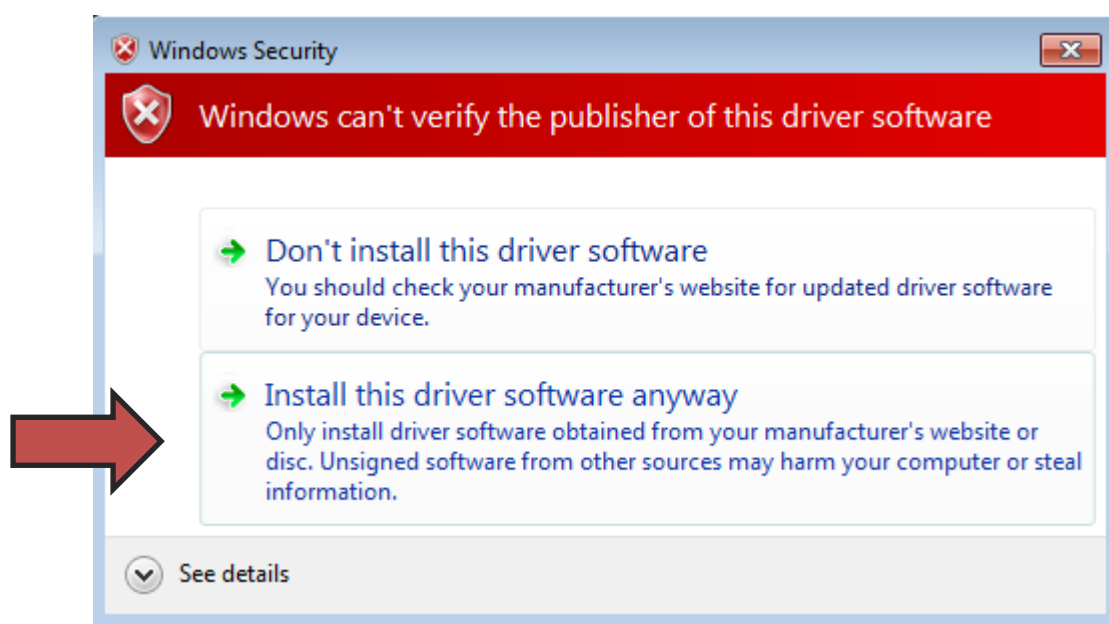 Windows Security
Windows can't verify the publisher of this driver software
Don't install this driver software
You should check your manufacturer's website for updated driver software
for your device.
Install this driver software anyway
Only install driver software obtained from your manufacturer's website or
disc. Unsigned software from other sources may harm your computer or steal
information.
See details